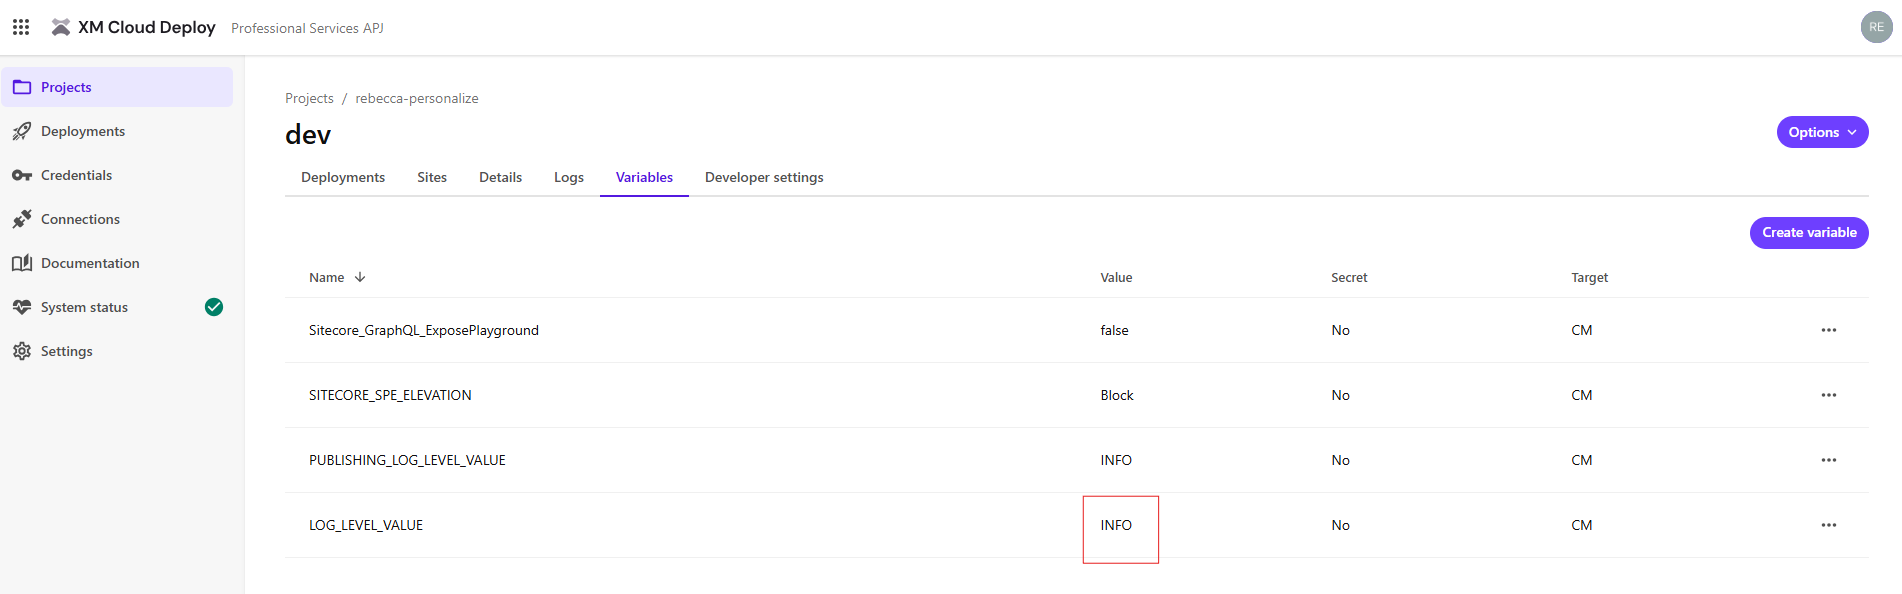 XM Cloud Deploy Professional Services APJ RE
Projects
Deployments
Credentials
Connections
Documentation
System status
Settings
Projects / rebecca-personalize
dev
Options
Deployments Sites Details Logs Variables Developer settings
Create variable
Name Value Secret Target
Sitecore_GraphQL_ExposePlayground false No CM
SITECORE_SPE_ELEVATION Block No CM
PUBLISHING_LOG_LEVEL_VALUE INFO No CM
LOG_LEVEL_VALUE INFO No CM